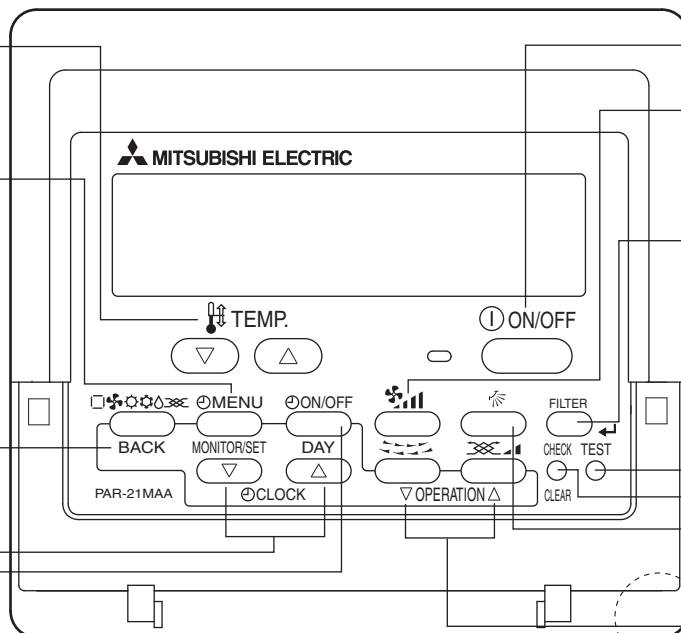 MITSUBISHI ELECTRIC
TEMP.
ON/OFF
MENU
ON/OFF
FILTER
BACK
MONITOR/SET
DAY
CHECK
TEST
PAR-21MAA
CLOCK
OPERATION
CLEAR